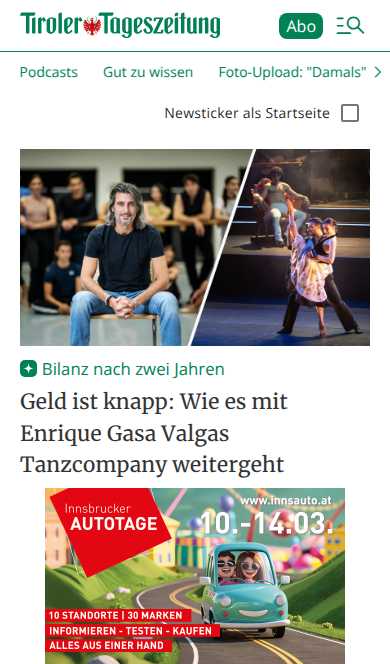 Tiroler Tageszeitung
Abo
Podcasts Gut zu wissen Foto-Upload: "Damals"
Newsticker als Startseite
Bilanz nach zwei Jahren
Geld ist knapp: Wie es mit
Enrique Gasa Valgas
Tanzcompany weitergeht
www.innsauto.at
Innsbrucker
AUTOTAGE
10.-14.03.
10 STANDORTE | 30 MARKEN
INFORMIEREN - TESTEN - KAUFEN
ALLES AUS EINER HAND